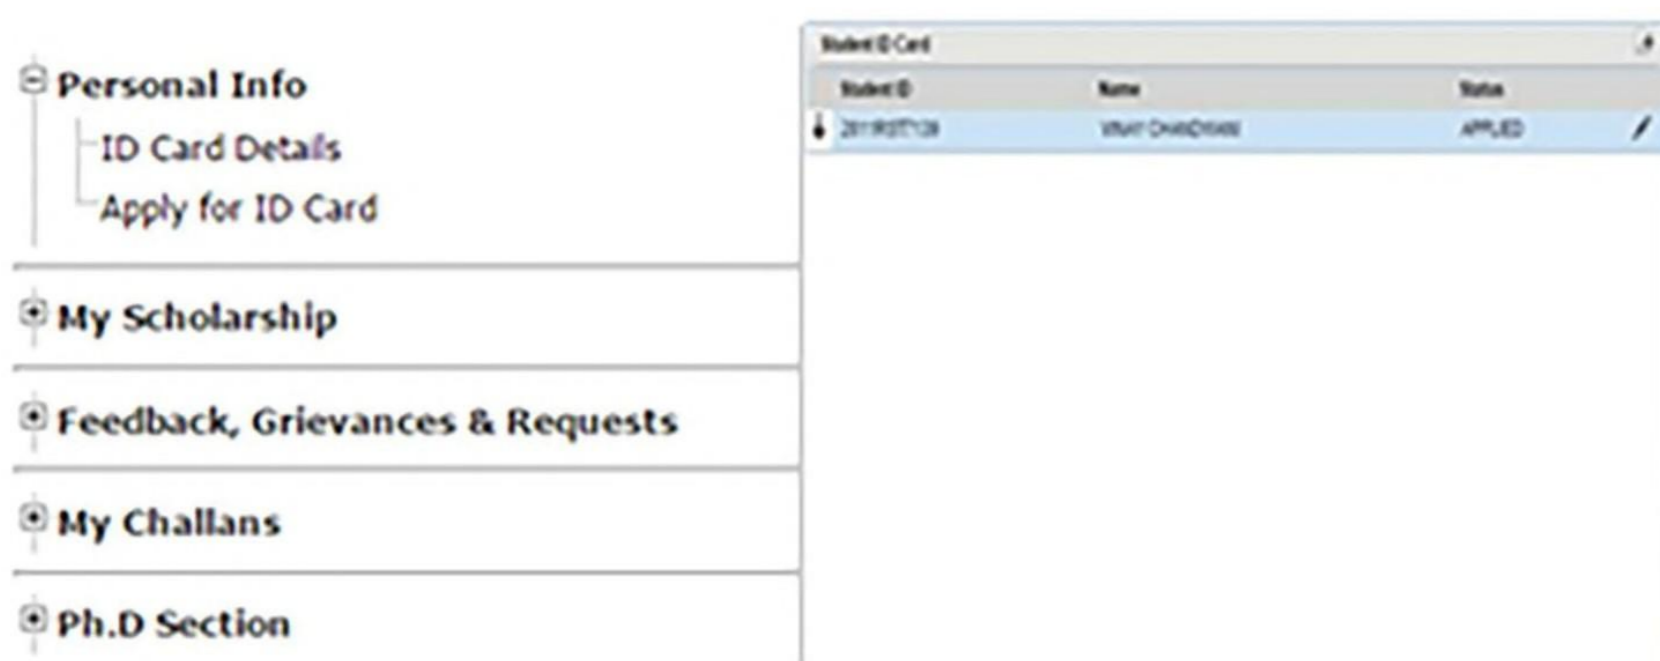 Personal Info
ID Card Details
Apply for ID Card
My Scholarship
Feedback, Grievances & Requests
My Challans
Ph.D Section
Student ID Card
Student ID Name Status
APPLIED